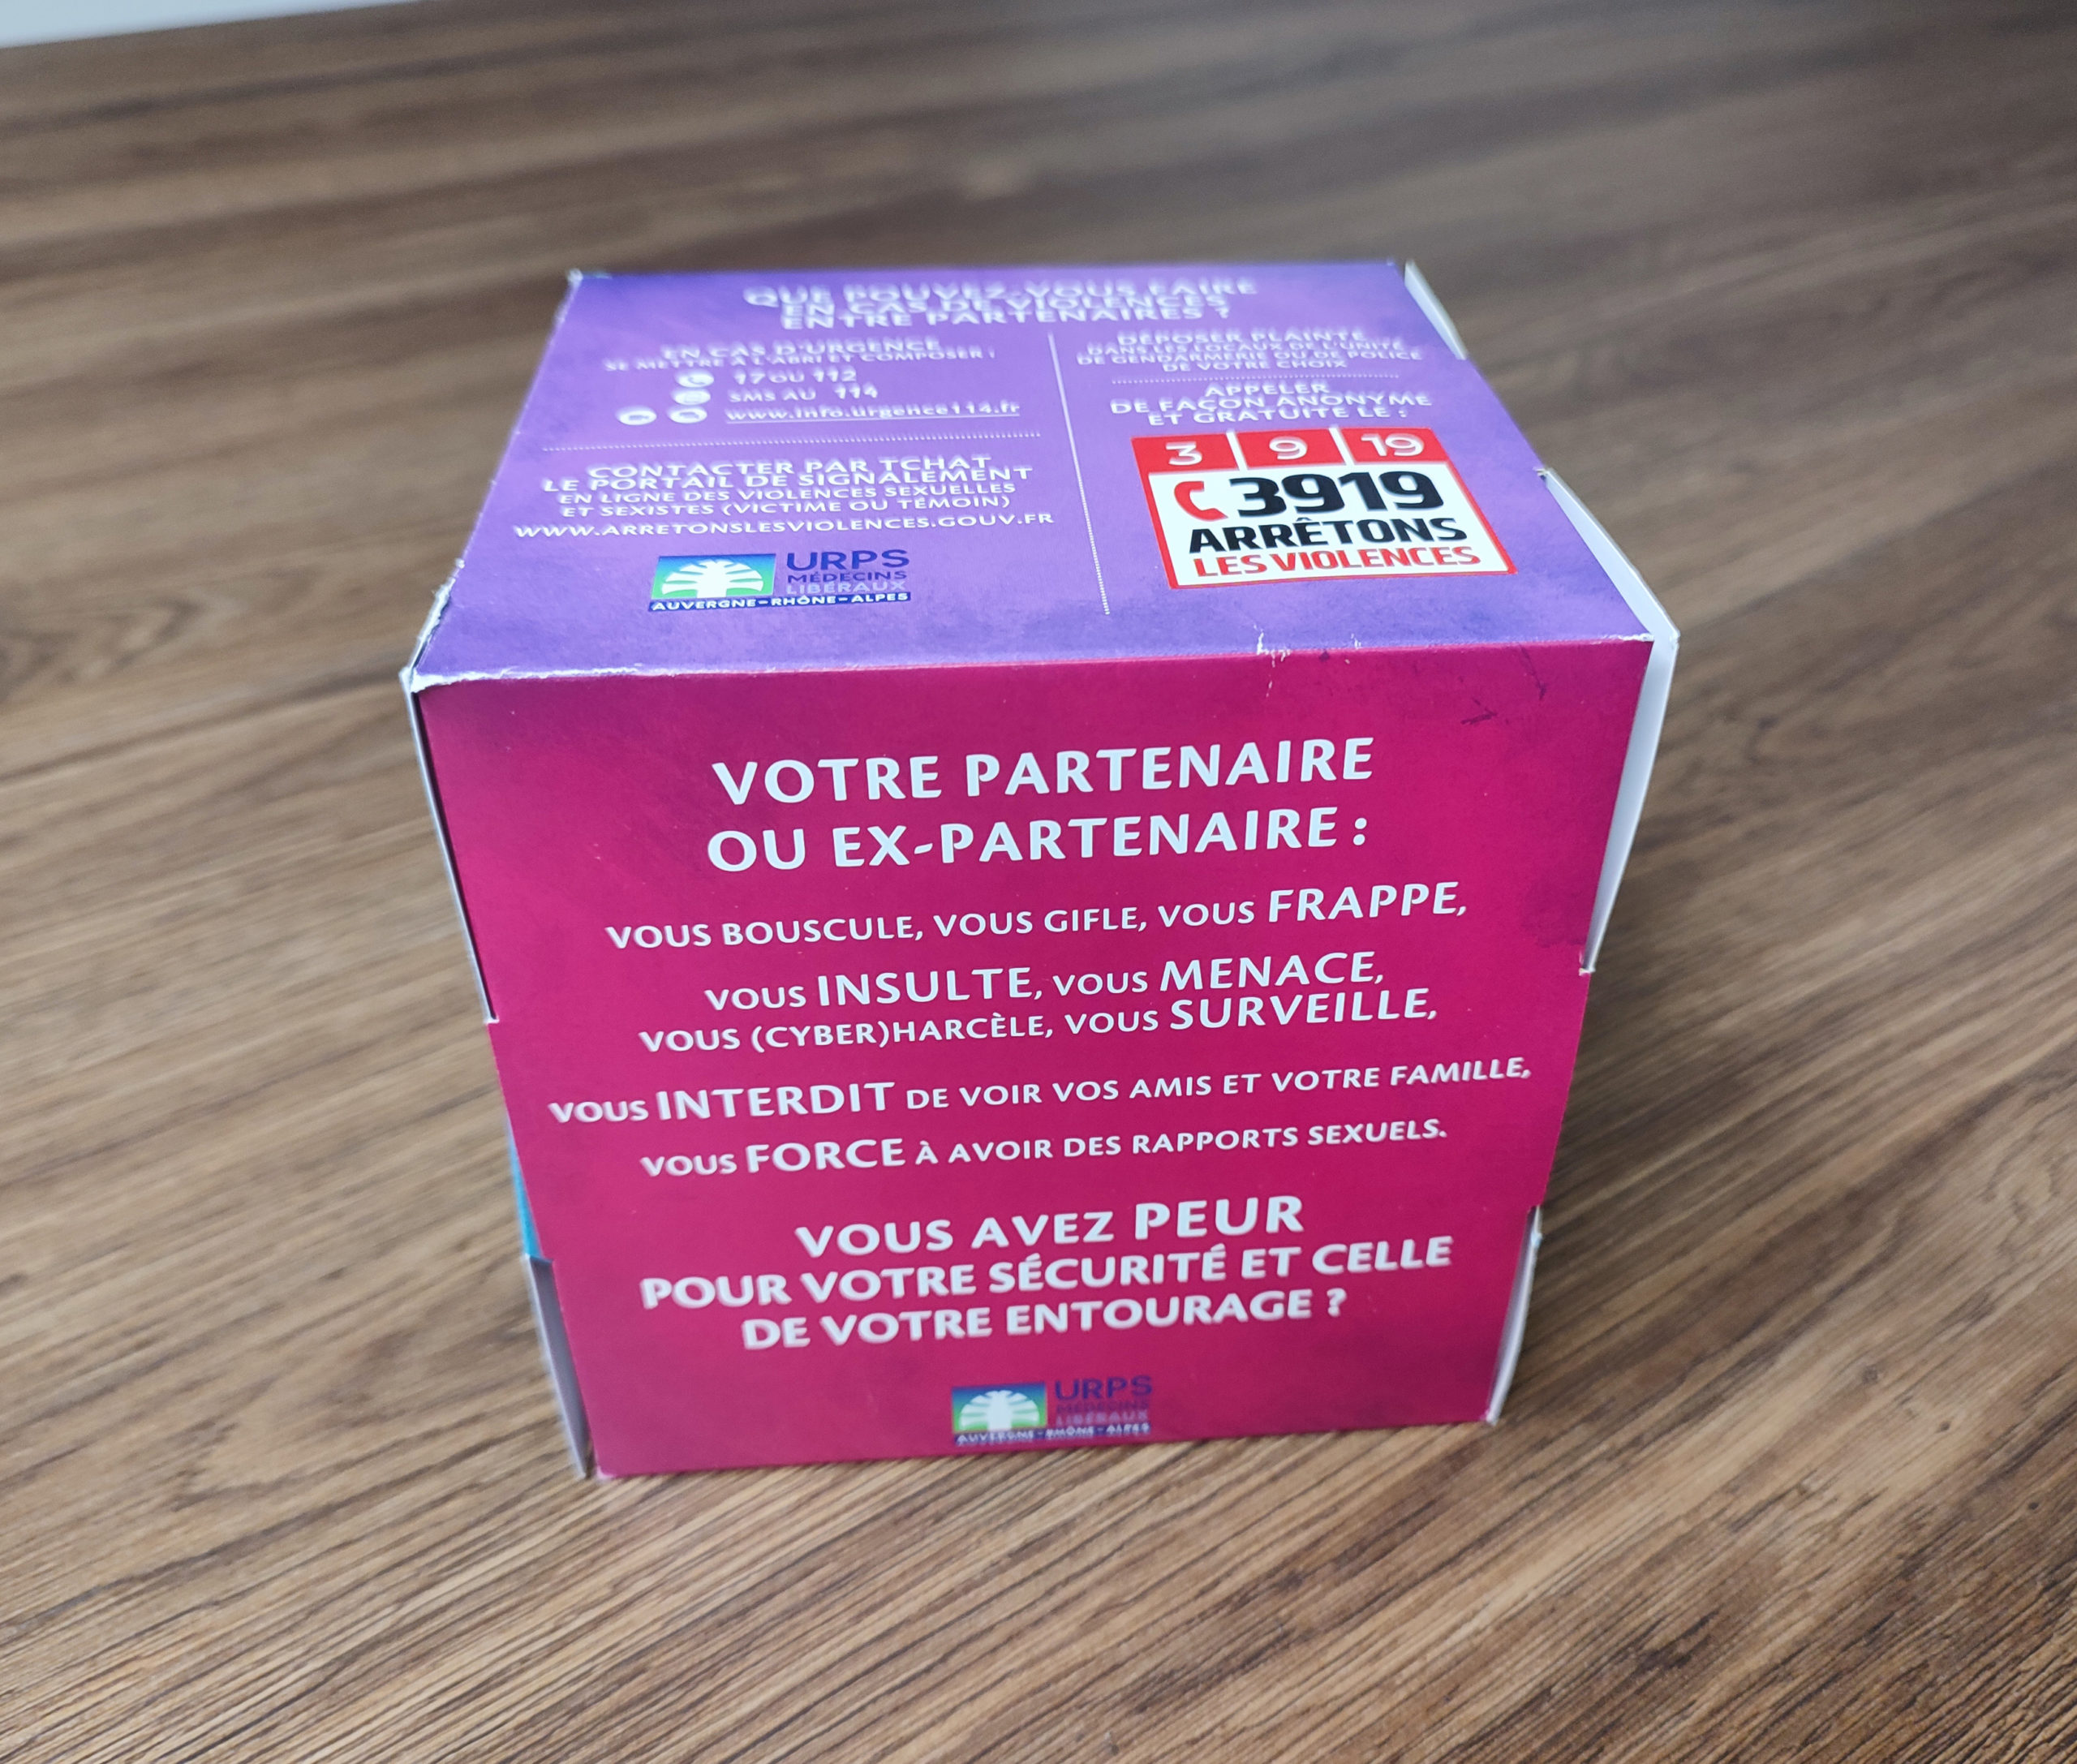 QUE POUVEZ-VOUS FAIRE
EN CAS DE VIOLENCES
ENTRE PARTENAIRES ?
EN CAS D'URGENCE
SE METTRE À L'ABRI ET COMPOSER :
17 OU 112
SMS AU 114
www.info.urgence114.fr
CONTACTER PAR TCHAT
LE PORTAIL DE SIGNALEMENT
EN LIGNE DES VIOLENCES SEXUELLES
ET SEXISTES (VICTIME OU TÉMOIN)
WWW.ARRETONSLESVIOLENCES.GOUV.FR
URPS
MÉDECINS
LIBÉRAUX
AUVERGNE-RHÔNE-ALPES
DÉPOSER PLAINTE
DANS LES LOCAUX DE L'UNITÉ
DE GENDARMERIE OU DE POLICE
DE VOTRE CHOIX
APPELER
DE FAÇON ANONYME
ET GRATUITE LE :
3 9 19
3919
ARRÊTONS
LES VIOLENCES
VOTRE PARTENAIRE
OU EX-PARTENAIRE :
VOUS BOUSCULE, VOUS GIFLE, VOUS FRAPPE,
VOUS INSULTE, VOUS MENACE,
VOUS (CYBER)HARCÈLE, VOUS SURVEILLE,
VOUS INTERDIT DE VOIR VOS AMIS ET VOTRE FAMILLE,
VOUS FORCE À AVOIR DES RAPPORTS SEXUELS.
VOUS AVEZ PEUR
POUR VOTRE SÉCURITÉ ET CELLE
DE VOTRE ENTOURAGE ?
URPS
MÉDECINS
LIBÉRAUX
AUVERGNE-RHÔNE-ALPES